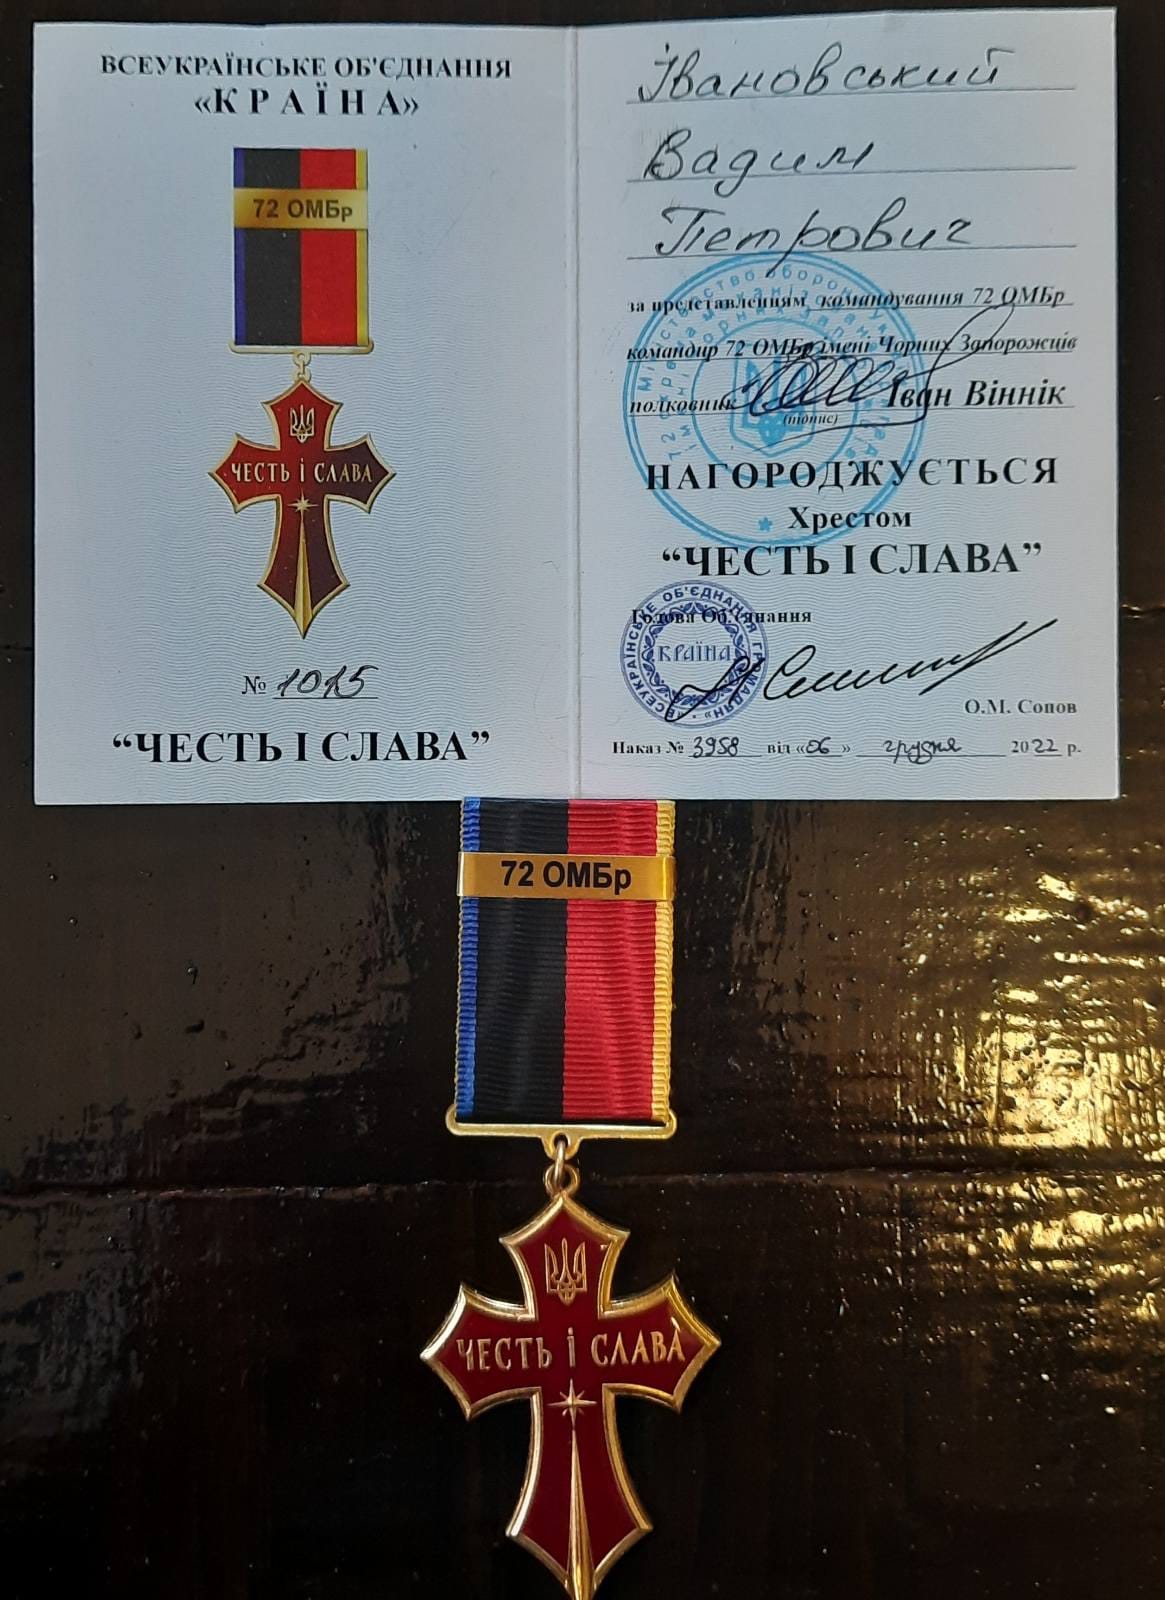 ВСЕУКРАЇНСЬКЕ ОБ'ЄДНАННЯ
«КРАЇНА»
72 ОМБр
ЧЕСТЬ І СЛАВА
№ 1015
“ЧЕСТЬ І СЛАВА”
Івановський
Вадим
Петрович
за представленням командування 72 ОМБр
командир 72 ОМБр імені Чорних Запорожців
полковник Іван Віннік
(підпис)
НАГОРОДЖУЄТЬСЯ
Хрестом
“ЧЕСТЬ І СЛАВА”
Голова Об'єднання
КРАЇНА
О.М. Сопов
Наказ № 3958 від «06» грудня 2022 р.
72 ОМБр
ЧЕСТЬ І СЛАВА